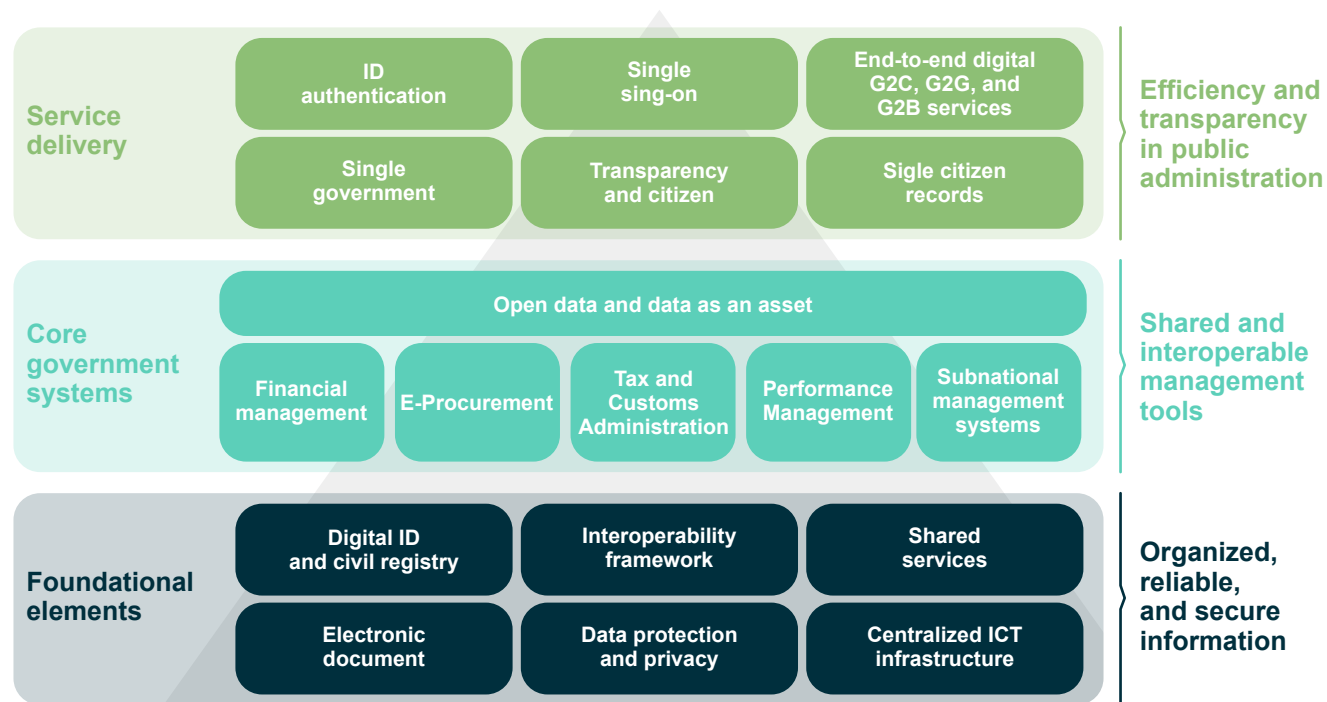 Service
delivery
ID
authentication
Single
sing-on
End-to-end digital
G2C, G2G, and
G2B services
Single
government
Transparency
and citizen
Sigle citizen
records
Efficiency and
transparency
in public
administration
Core
government
systems
Open data and data as an asset
Financial
management
E-Procurement
Tax and
Customs
Administration
Performance
Management
Subnational
management
systems
Shared and
interoperable
management
tools
Foundational
elements
Digital ID
and civil registry
Interoperability
framework
Shared
services
Electronic
document
Data protection
and privacy
Centralized ICT
infrastructure
Organized,
reliable,
and secure
information